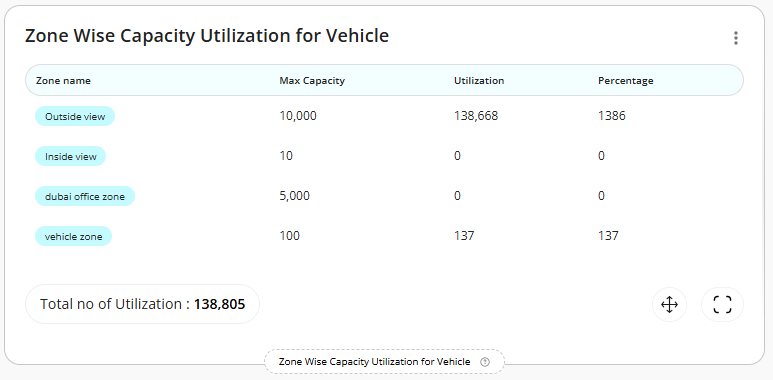 Zone Wise Capacity Utilization for Vehicle
Zone name Max Capacity Utilization Percentage
Outside view 10,000 138,668 1386
Inside view 10 0 0
dubai office zone 5,000 0 0
vehicle zone 100 137 137
Total no of Utilization : 138,805
Zone Wise Capacity Utilization for Vehicle ?